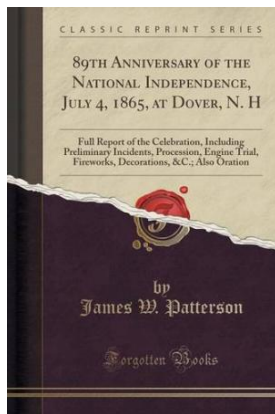 CLASSIC REPRINT SERIES
89TH ANNIVERSARY OF THE
NATIONAL INDEPENDENCE,
JULY 4, 1865, AT DOVER, N. H
Full Report of the Celebration, Including
Preliminary Incidents, Procession, Engine Trial,
Fireworks, Decorations, &C.; Also Oration
by
James W. Patterson
Forgotten Books